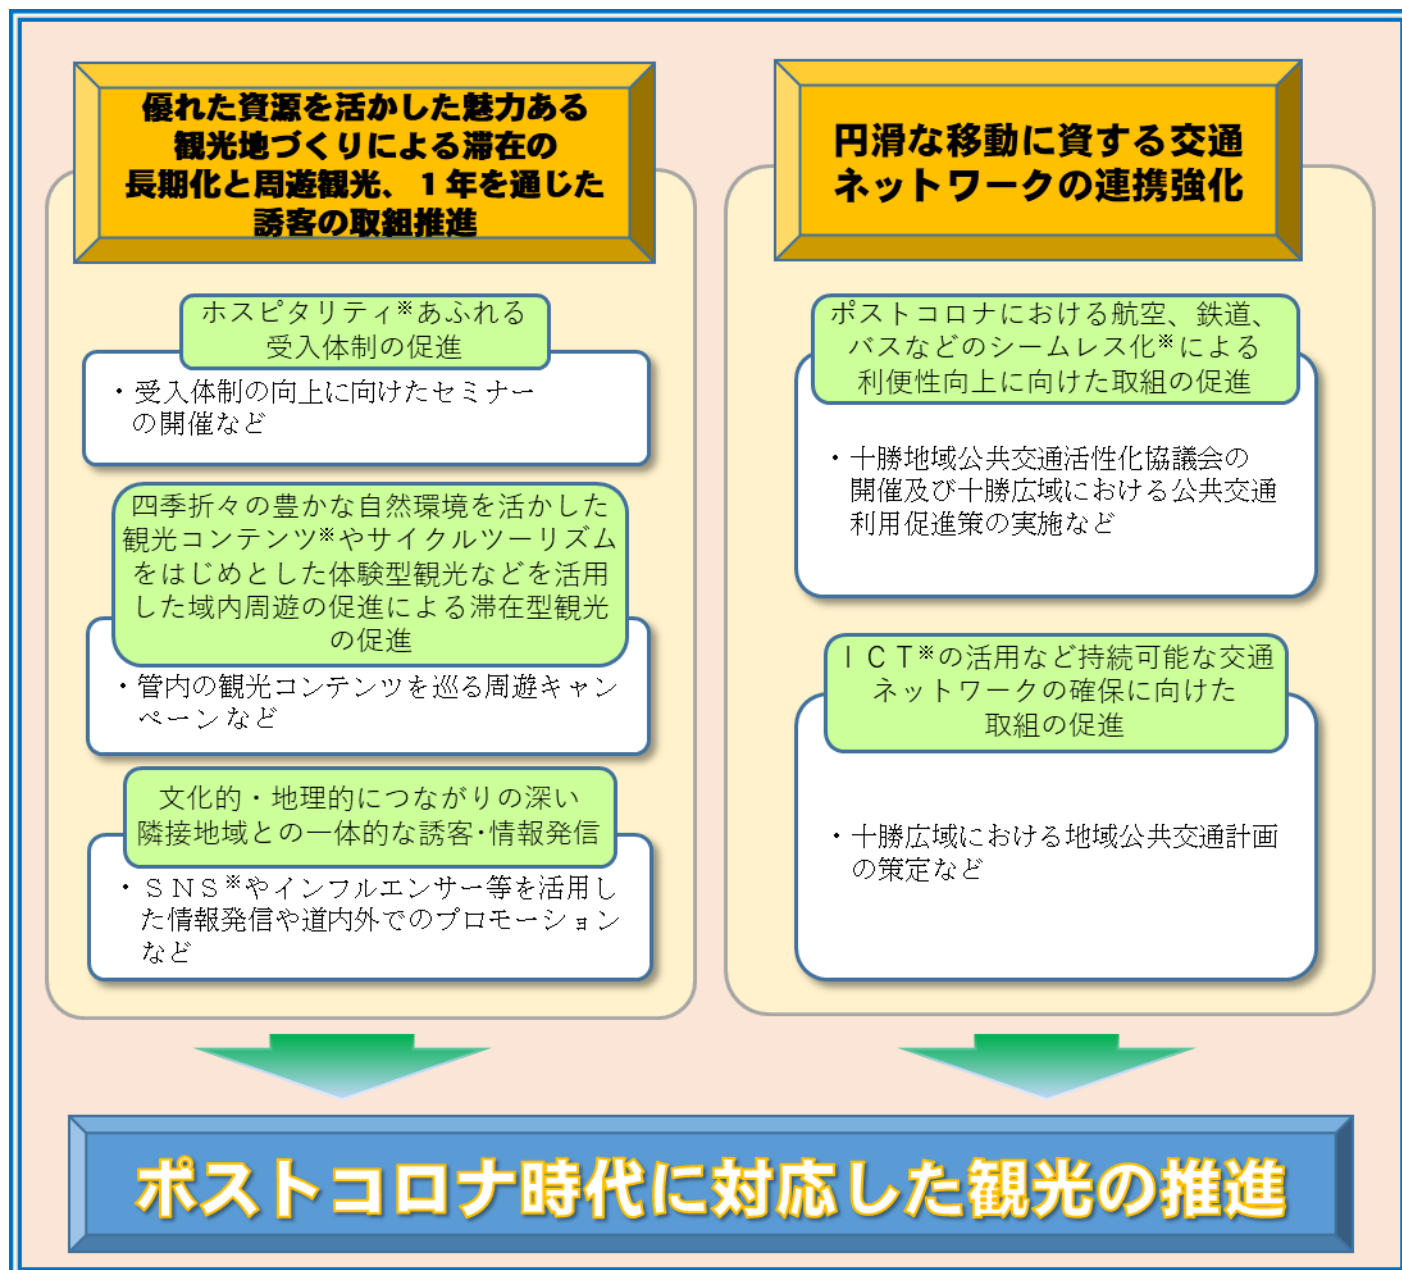 優れた資源を活かした魅力ある
観光地づくりによる滞在の
長期化と周遊観光、１年を通じた
誘客の取組推進
ホスピタリティ※あふれる
受入体制の促進
・受入体制の向上に向けたセミナー
の開催など
四季折々の豊かな自然環境を活かした
観光コンテンツ※やサイクルツーリズム
をはじめとした体験型観光などを活用
した域内周遊の促進による滞在型観光
の促進
・管内の観光コンテンツを巡る周遊キャン
ペーンなど
文化的・地理的につながりの深い
隣接地域との一体的な誘客･情報発信
・ＳＮＳ※やインフルエンサー等を活用し
た情報発信や道内外でのプロモーション
など
円滑な移動に資する交通
ネットワークの連携強化
ポストコロナにおける航空、鉄道、
バスなどのシームレス化※による
利便性向上に向けた取組の促進
・十勝地域公共交通活性化協議会の
開催及び十勝広域における公共交通
利用促進策の実施など
ＩＣＴ※の活用など持続可能な交通
ネットワークの確保に向けた
取組の促進
・十勝広域における地域公共交通計画
の策定など
ポストコロナ時代に対応した観光の推進